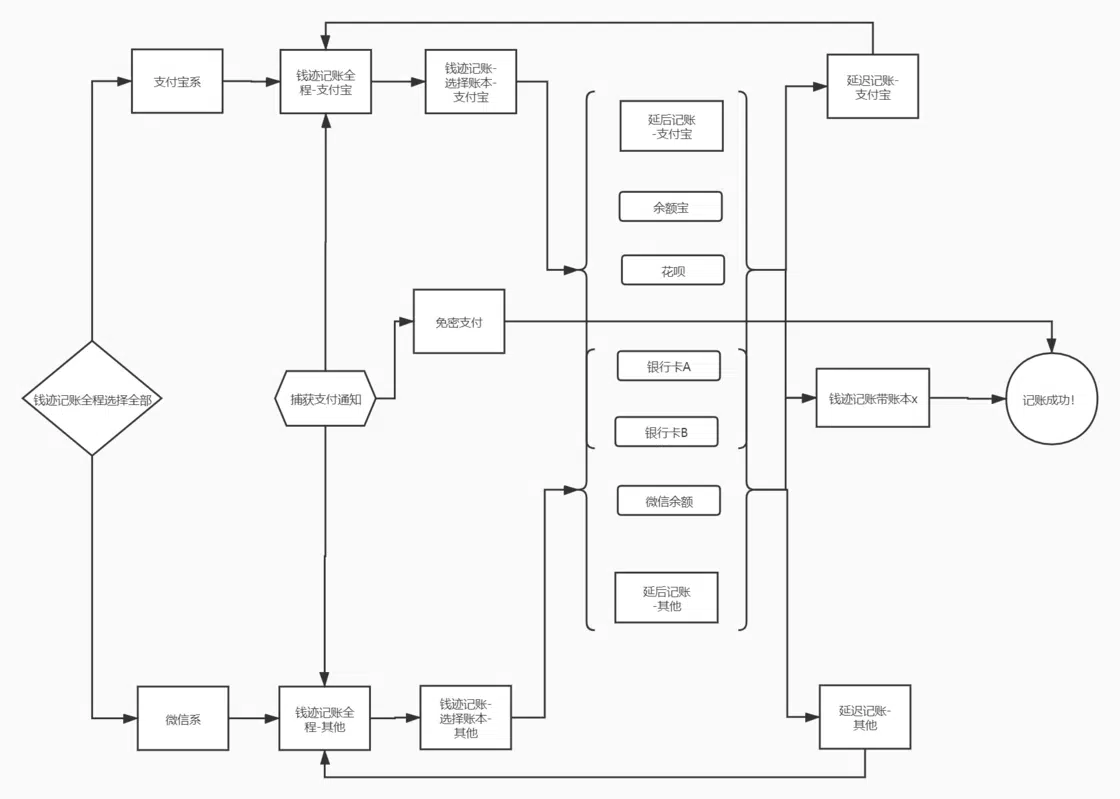 支付宝系
钱迹记账全
程-支付宝
钱迹记账-
选择账本-
支付宝
延后记账
-支付宝
延迟记账-
支付宝
余额宝
花呗
免密支付
银行卡A
钱迹记账全程选择全部
捕获支付通知
钱迹记账带账本x
记账成功！
银行卡B
微信余额
延后记账
-其他
微信系
钱迹记账全
程-其他
钱迹记账-
选择账本-
其他
延迟记账-
其他